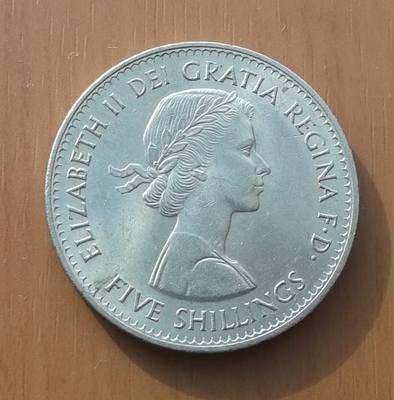 ELIZABETH II DEI GRATIA REGINA F. D.
FIVE SHILLINGS